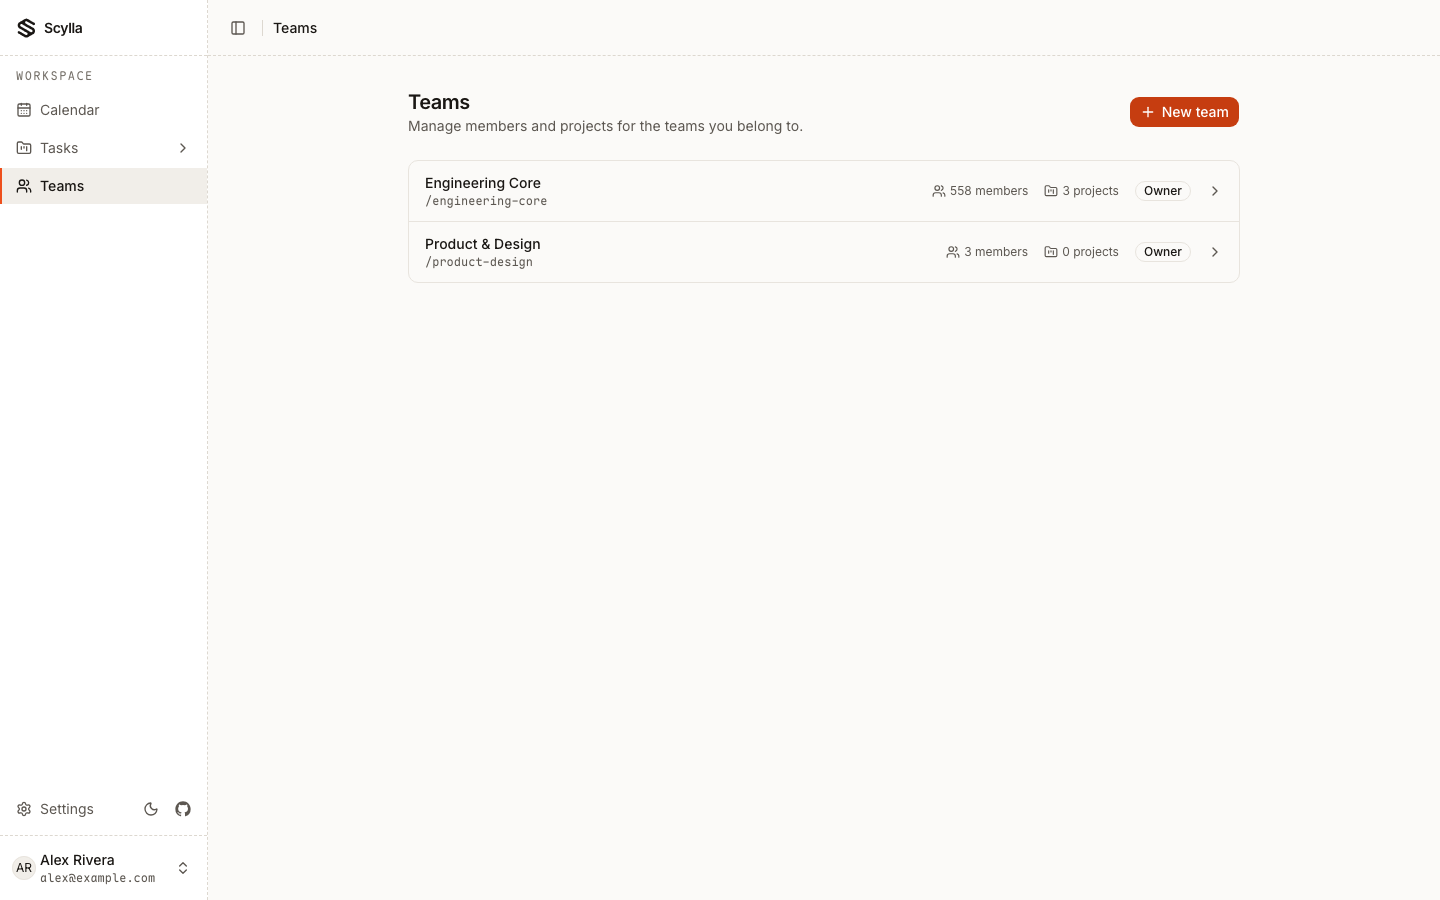 Scylla
Teams
WORKSPACE
Calendar
Tasks
Teams
Teams
Manage members and projects for the teams you belong to.
New team
Engineering Core
/engineering-core
558 members
3 projects
Owner
Product & Design
/product-design
3 members
0 projects
Owner
Settings
AR
Alex Rivera
alex@example.com